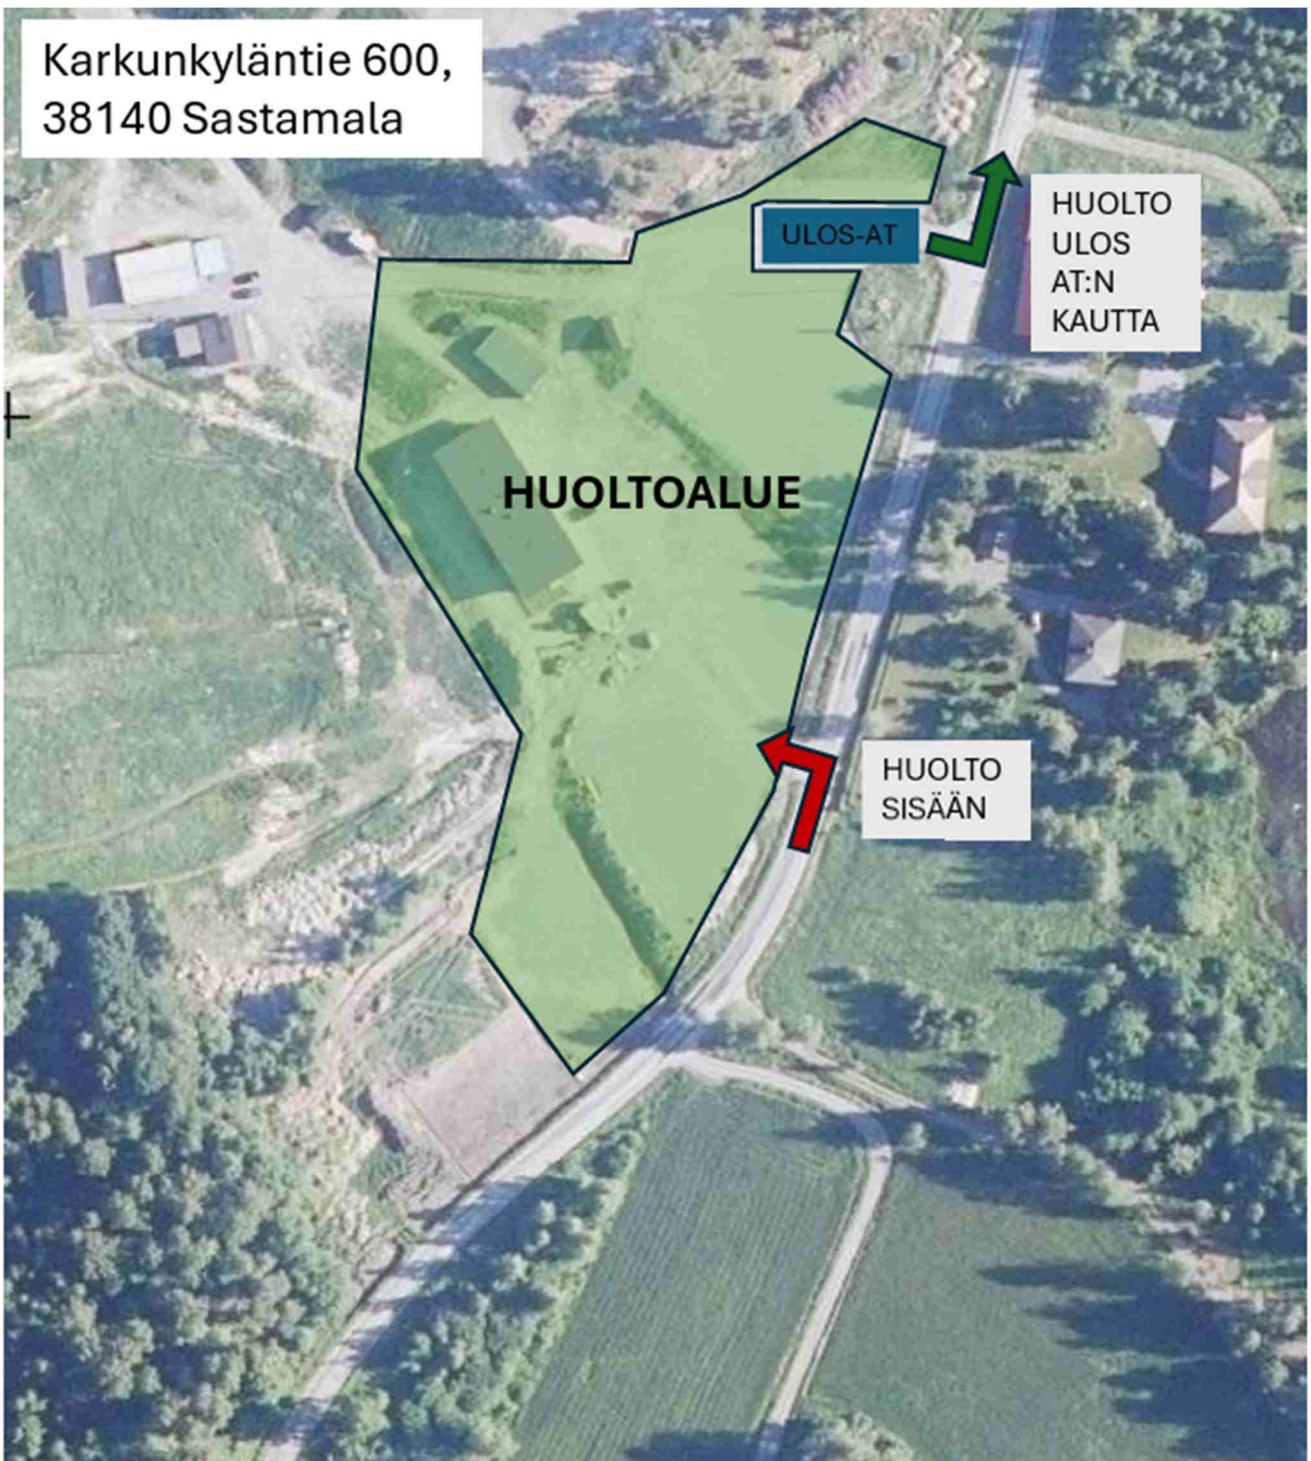 Karkunkyläntie 600,
38140 Sastamala
ULOS-AT
HUOLTO
ULOS
AT:N
KAUTTA
HUOLTOALUE
HUOLTO
SISÄÄN